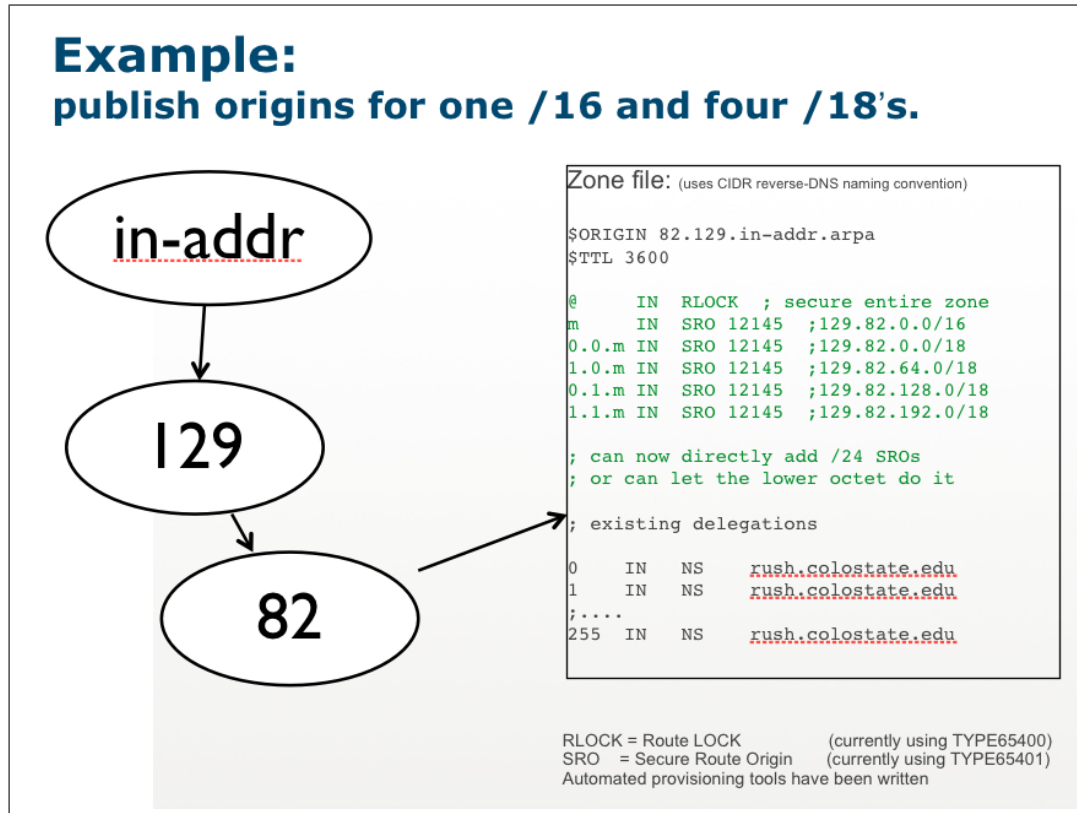 Example:
publish origins for one /16 and four /18’s.
in-addr
129
82
Zone file: (uses CIDR reverse-DNS naming convention)
$ORIGIN 82.129.in-addr.arpa
$TTL 3600
@ IN RLOCK ; secure entire zone
m IN SRO 12145 ;129.82.0.0/16
0.0.m IN SRO 12145 ;129.82.0.0/18
1.0.m IN SRO 12145 ;129.82.64.0/18
0.1.m IN SRO 12145 ;129.82.128.0/18
1.1.m IN SRO 12145 ;129.82.192.0/18
; can now directly add /24 SROs
; or can let the lower octet do it
; existing delegations
0 IN NS rush.colostate.edu
1 IN NS rush.colostate.edu
;....
255 IN NS rush.colostate.edu
RLOCK = Route LOCK (currently using TYPE65400)
SRO = Secure Route Origin (currently using TYPE65401)
Automated provisioning tools have been written